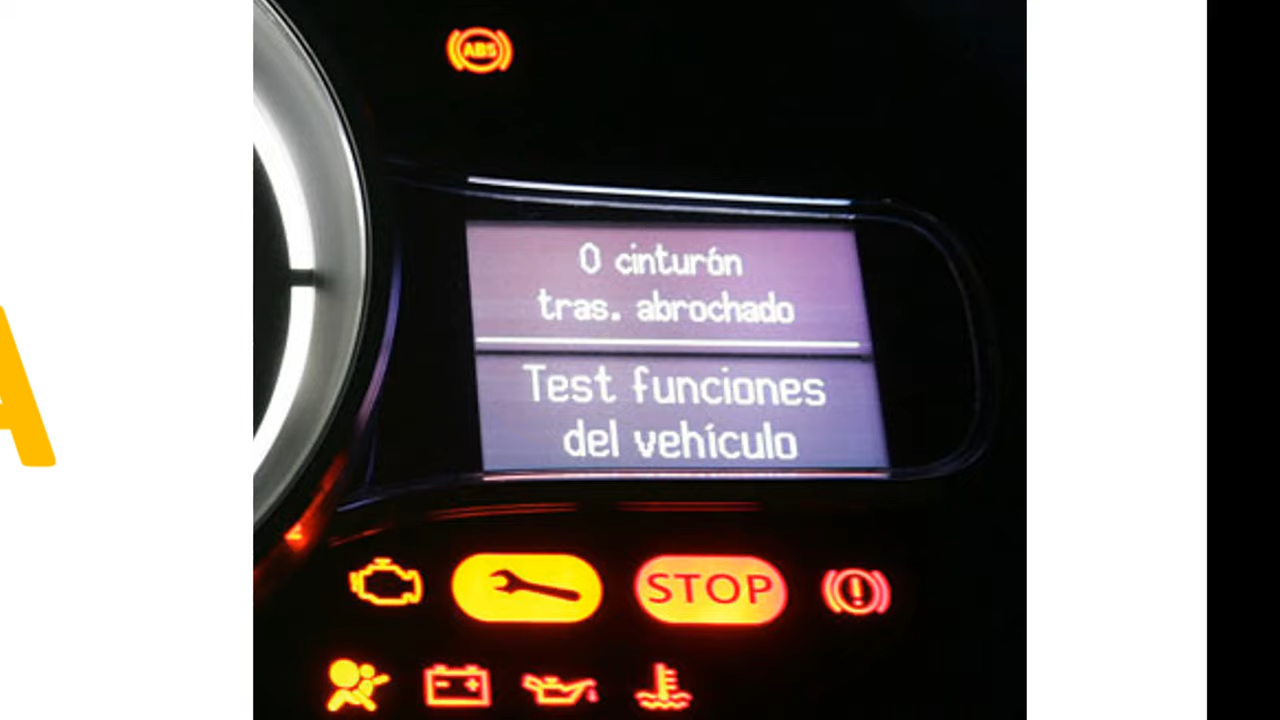 ABS
0 cinturón
tras. abrochado
Test funciones
del vehículo
STOP
A